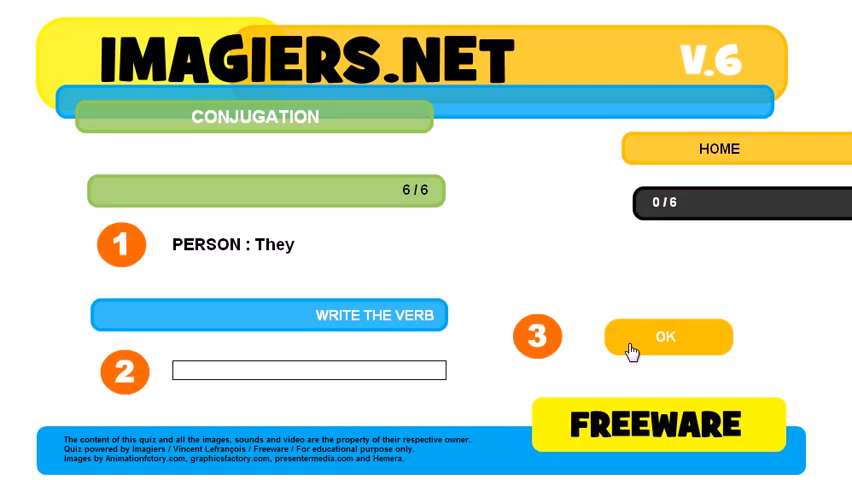 IMAGIERS.NET
V.6
CONJUGATION
HOME
6 / 6
0 / 6
1
PERSON : They
WRITE THE VERB
3
OK
2
FREEWARE
The content of this quiz and all the images, sounds and video are the property of their respective owner.
Quiz powered by Imagiers / Vincent Lefrançois / Freeware / For educational purpose only.
Images by Animationfctory.com, graphicsfactory.com, presentermedia.com and Hemera.